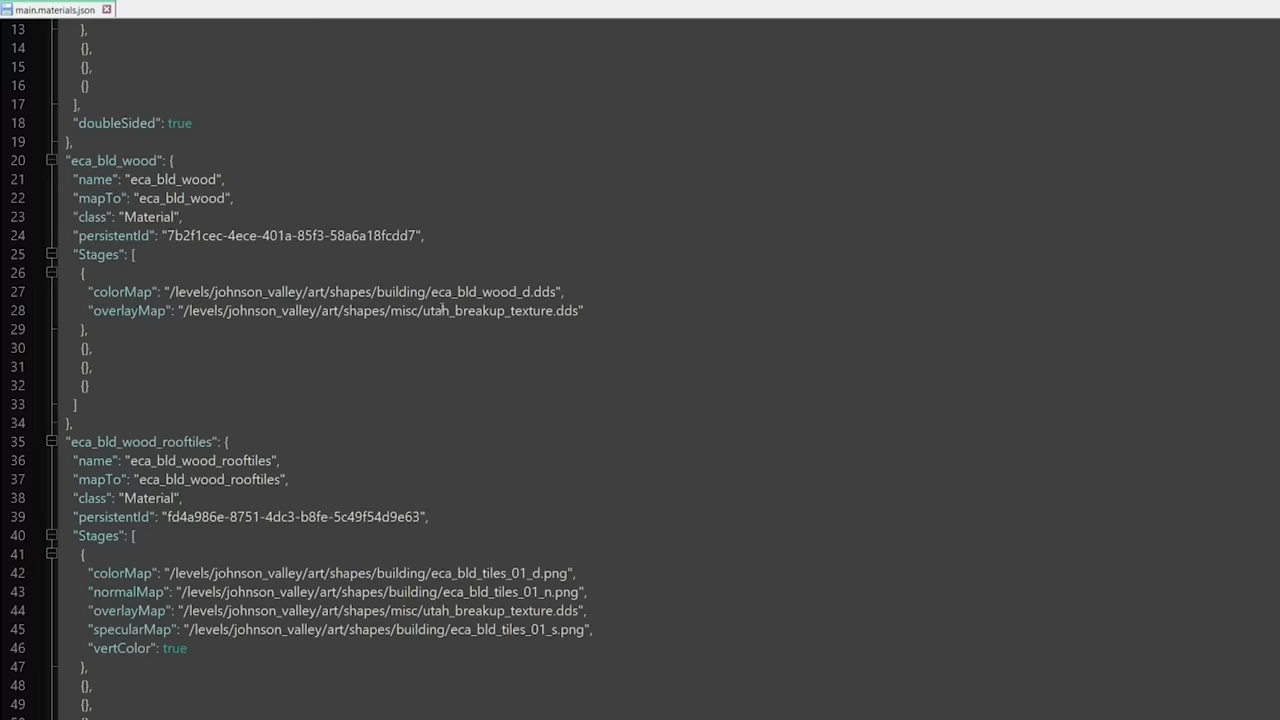 main.materials.json
13 },
14 {},
15 {},
16 {}
17 ],
18 "doubleSided": true
19 },
20 "eca_bld_wood": {
21 "name": "eca_bld_wood",
22 "mapTo": "eca_bld_wood",
23 "class": "Material",
24 "persistentId": "7b2f1cec-4ece-401a-85f3-58a6a18fcdd7",
25 "Stages": [
26 {
27 "colorMap": "/levels/johnson_valley/art/shapes/building/eca_bld_wood_d.dds",
28 "overlayMap": "/levels/johnson_valley/art/shapes/misc/utah_breakup_texture.dds"
29 },
30 {},
31 {},
32 {}
33 ]
34 },
35 "eca_bld_wood_rooftiles": {
36 "name": "eca_bld_wood_rooftiles",
37 "mapTo": "eca_bld_wood_rooftiles",
38 "class": "Material",
39 "persistentId": "fd4a986e-8751-4dc3-b8fe-5c49f54d9e63",
40 "Stages": [
41 {
42 "colorMap": "/levels/johnson_valley/art/shapes/building/eca_bld_tiles_01_d.png",
43 "normalMap": "/levels/johnson_valley/art/shapes/building/eca_bld_tiles_01_n.png",
44 "overlayMap": "/levels/johnson_valley/art/shapes/misc/utah_breakup_texture.dds",
45 "specularMap": "/levels/johnson_valley/art/shapes/building/eca_bld_tiles_01_s.png",
46 "vertColor": true
47 },
48 {},
49 {},